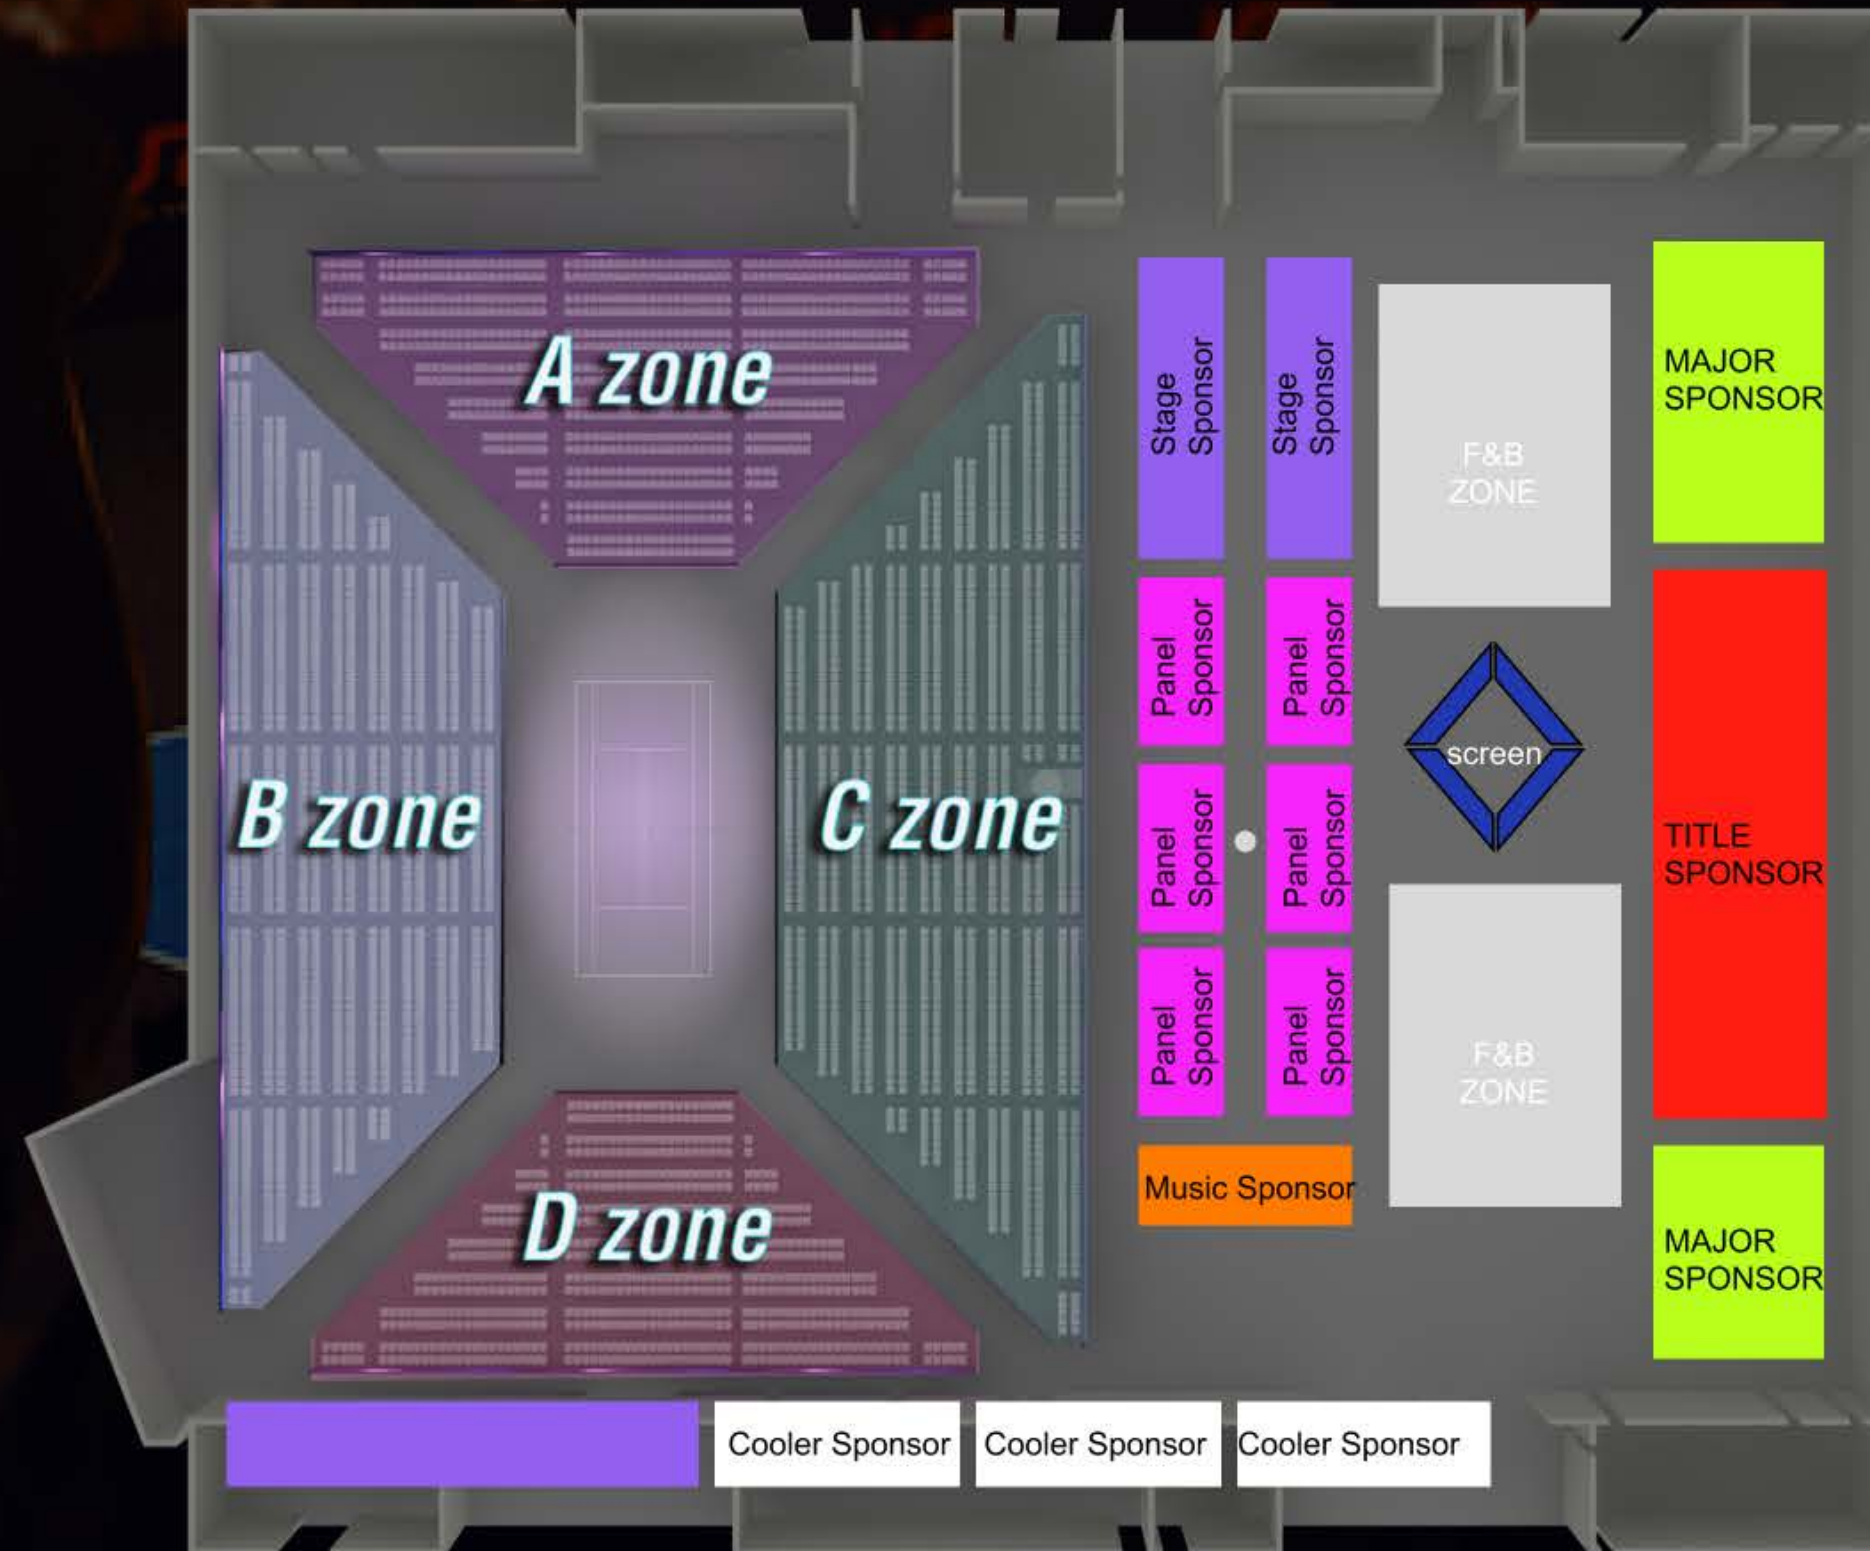 A zone
B zone
C zone
D zone
Stage
Sponsor
Stage
Sponsor
Panel
Sponsor
Panel
Sponsor
Panel
Sponsor
Panel
Sponsor
Panel
Sponsor
Panel
Sponsor
Music Sponsor
F&B
ZONE
screen
F&B
ZONE
MAJOR
SPONSOR
TITLE
SPONSOR
MAJOR
SPONSOR
Cooler Sponsor
Cooler Sponsor
Cooler Sponsor